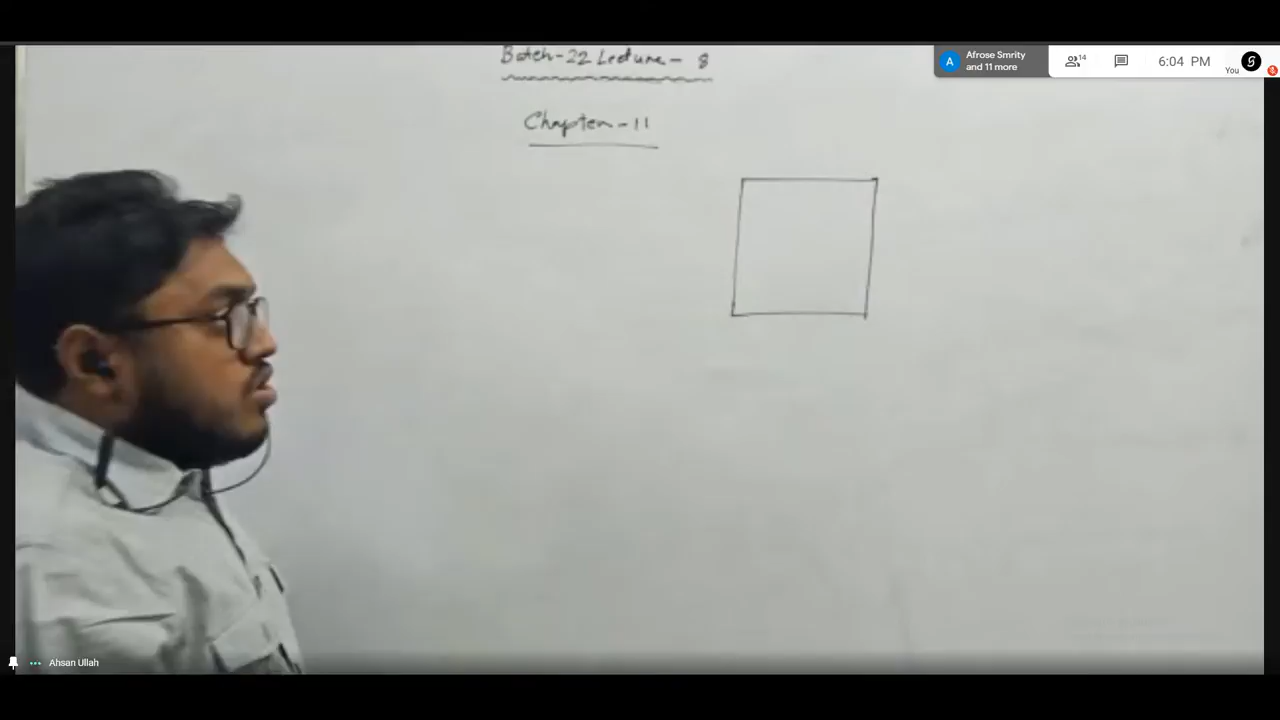 Batch-22 Lecture- 8
Chapter-11
Afrose Smrity
and 11 more
A
14
6:04 PM
You
Ahsan Ullah